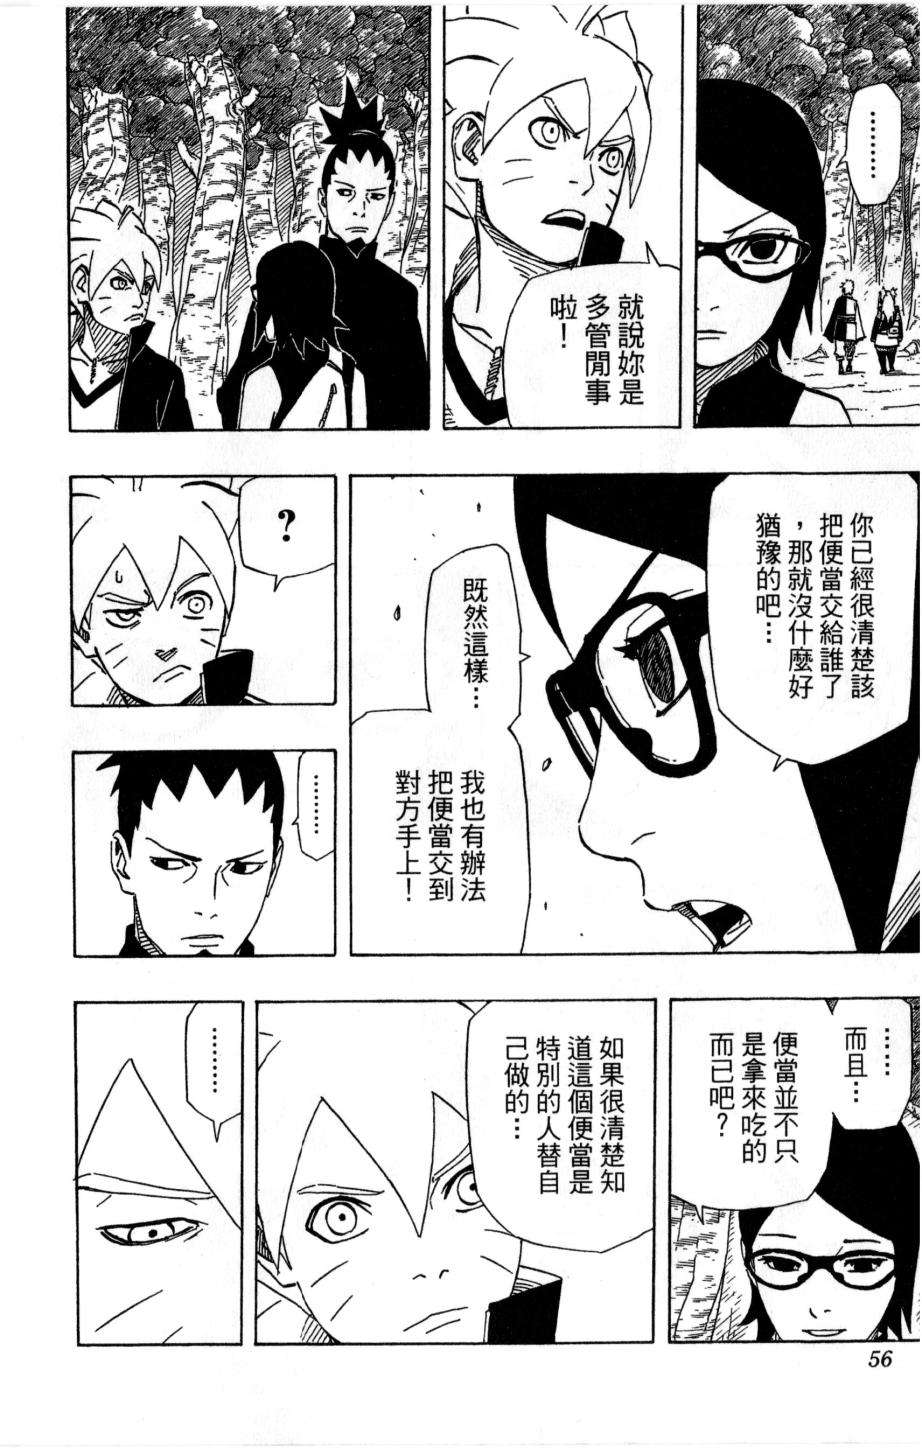 ………
就說妳是
多管閒事
啦！
你已經很清楚該
把便當交給誰了
，那就沒什麼好
猶豫的吧…
既然這樣…
我也有辦法
把便當交到
對方手上！
？
………
……
而且…
便當並不只
是拿來吃的
而已吧？
如果很清楚知
道這個便當是
特別的人替自
己做的…
………
56